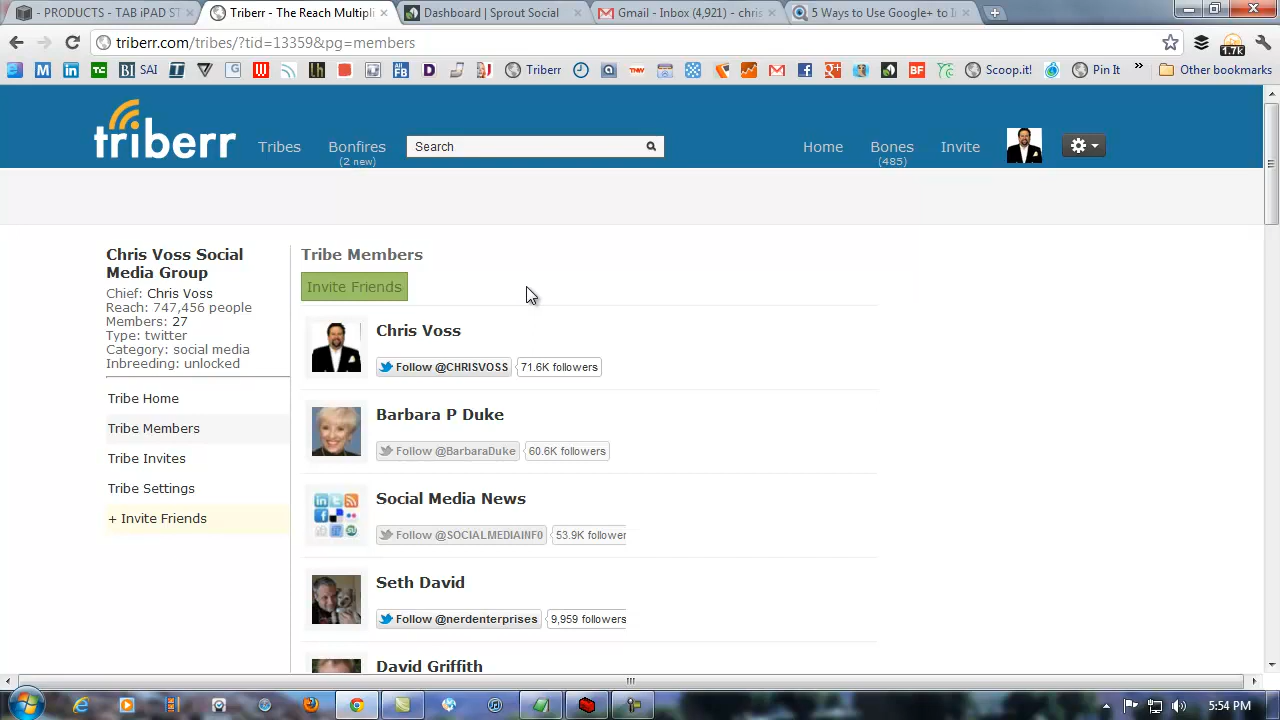 - PRODUCTS - TAB iPAD ST
Triberr - The Reach Multipli
Dashboard | Sprout Social
Gmail - Inbox (4,921) - chris
5 Ways to Use Google+ to I
triberr.com/tribes/?tid=13359&pg=members
1.7k
SAI
Triberr
Scoop.it!
Pin It
»
Other bookmarks
triberr
Tribes
Bonfires
(2 new)
Search
Home
Bones
(485)
Invite
Chris Voss Social
Media Group
Chief: Chris Voss
Reach: 747,456 people
Members: 27
Type: twitter
Category: social media
Inbreeding: unlocked
Tribe Home
Tribe Members
Tribe Invites
Tribe Settings
+ Invite Friends
Tribe Members
Invite Friends
Chris Voss
Follow @CHRISVOSS
71.6K followers
Barbara P Duke
Follow @BarbaraDuke
60.6K followers
Social Media News
Follow @SOCIALMEDIAINF0
53.9K follower
Seth David
Follow @nerdenterprises
9,959 followers
David Griffith
5:54 PM